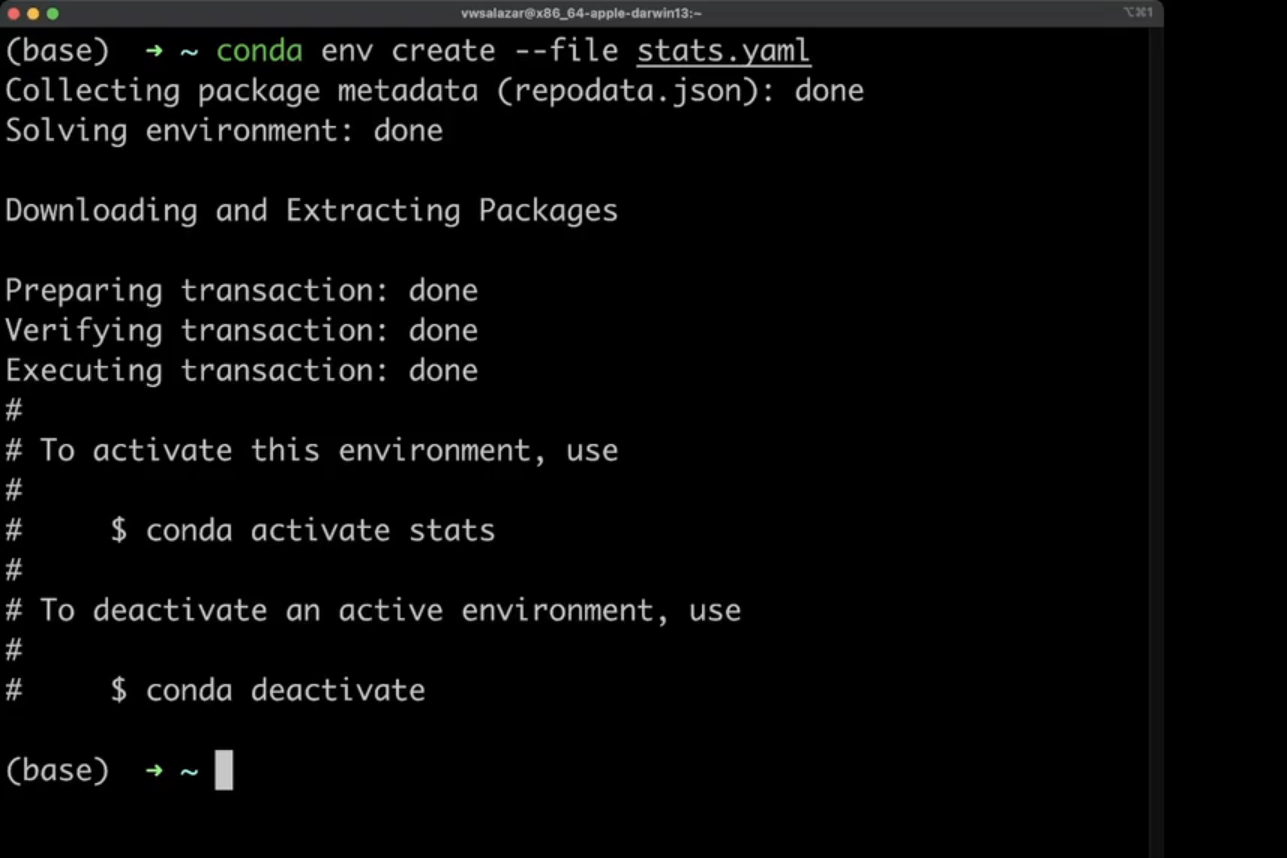 vwsalazar@x86_64-apple-darwin13:~
⌥⌘1
(base) → ~ conda env create --file stats.yaml
Collecting package metadata (repodata.json): done
Solving environment: done
Downloading and Extracting Packages
Preparing transaction: done
Verifying transaction: done
Executing transaction: done
#
# To activate this environment, use
#
#     $ conda activate stats
#
# To deactivate an active environment, use
#
#     $ conda deactivate
(base) → ~